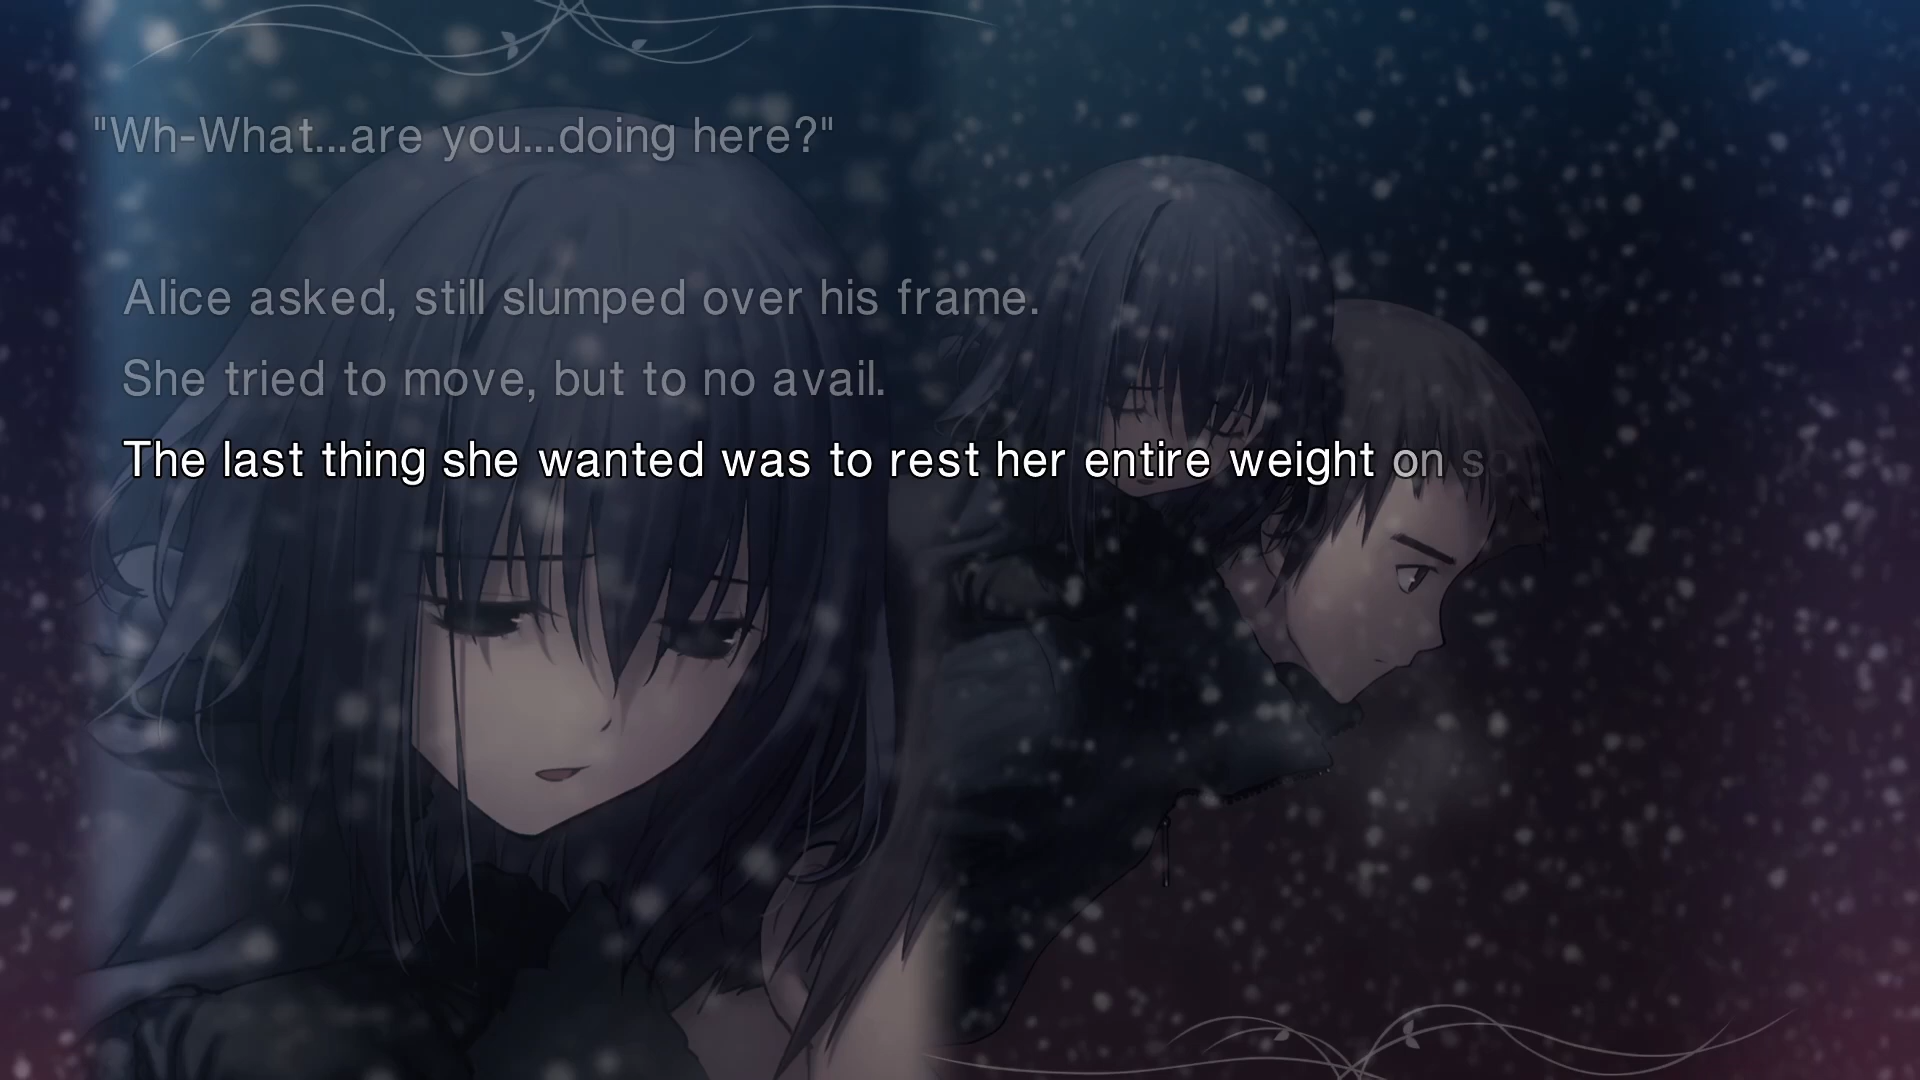 "Wh-What...are you...doing here?"
Alice asked, still slumped over his frame.
She tried to move, but to no avail.
The last thing she wanted was to rest her entire weight on